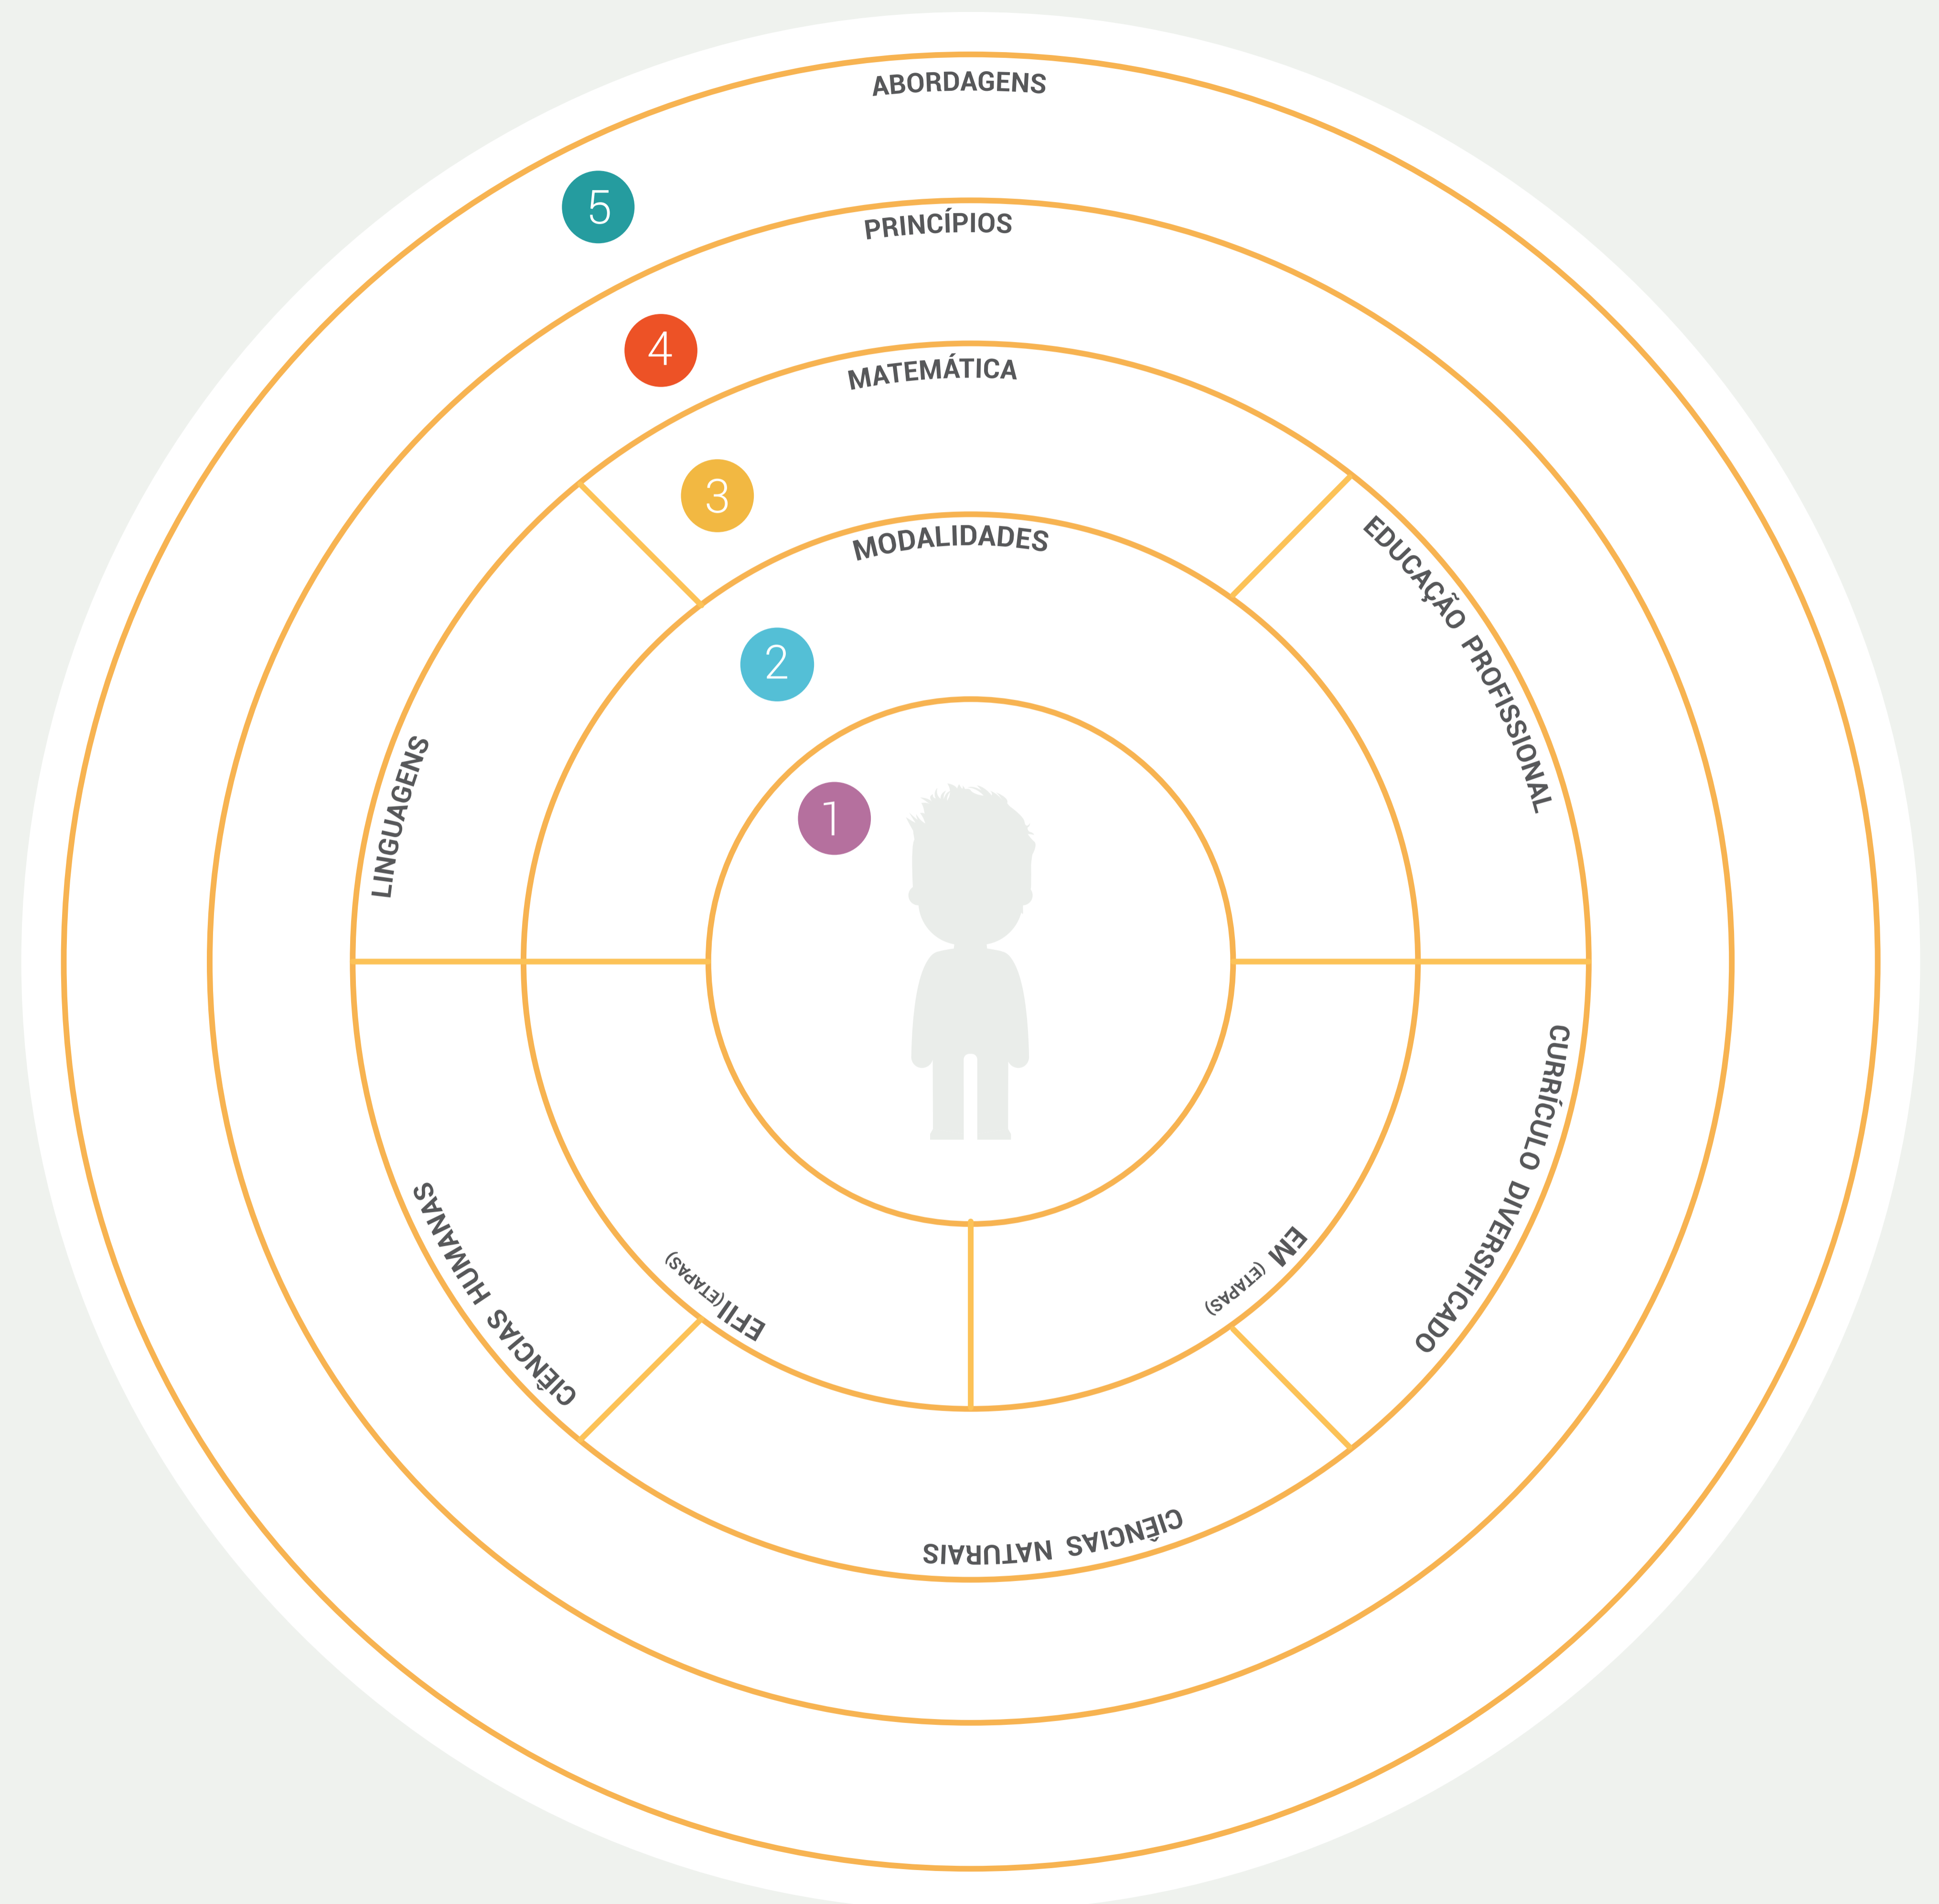 ABORDAGENS
5
PRINCÍPIOS
4
MATEMÁTICA
3
MODALIDADES
EDUCAÇÃO PROFISSIONAL
2
LINGUAGENS
1
CURRÍCULO DIVERSIFICADO
CIÊNCIAS HUMANAS
EFII (ETAPAS)
EM (ETAPAS)
CIÊNCIAS NATURAIS